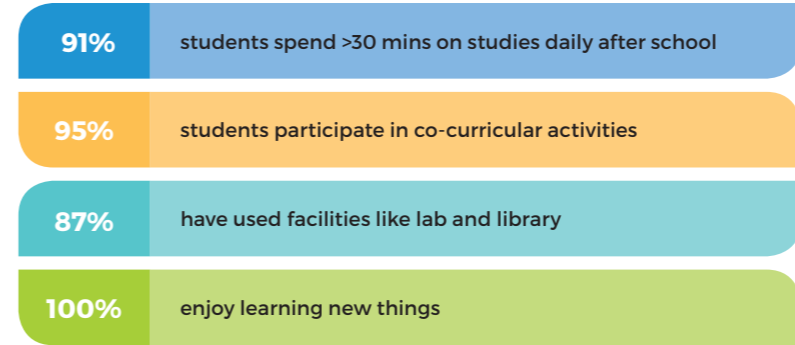 91% students spend >30 mins on studies daily after school
95% students participate in co-curricular activities
87% have used facilities like lab and library
100% enjoy learning new things